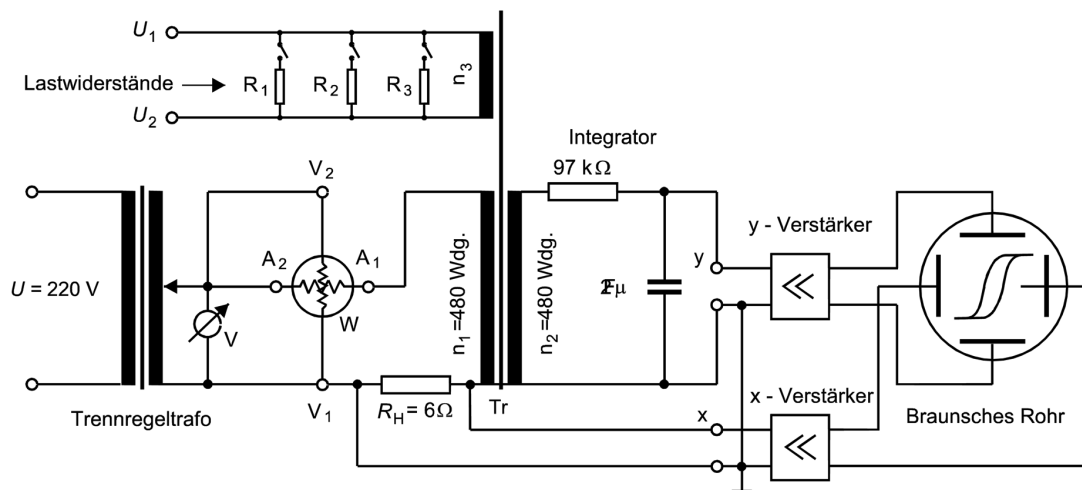 U1
Lastwiderstände
R1
R2
R3
n3
U2
Integrator
97 kΩ
V2
y - Verstärker
A2
A1
y
U = 220 V
n1 =480 Wdg.
n2 =480 Wdg.
V
W
x - Verstärker
V1
RH = 6Ω
Tr
x
Trennregeltrafo
Braunsches Rohr